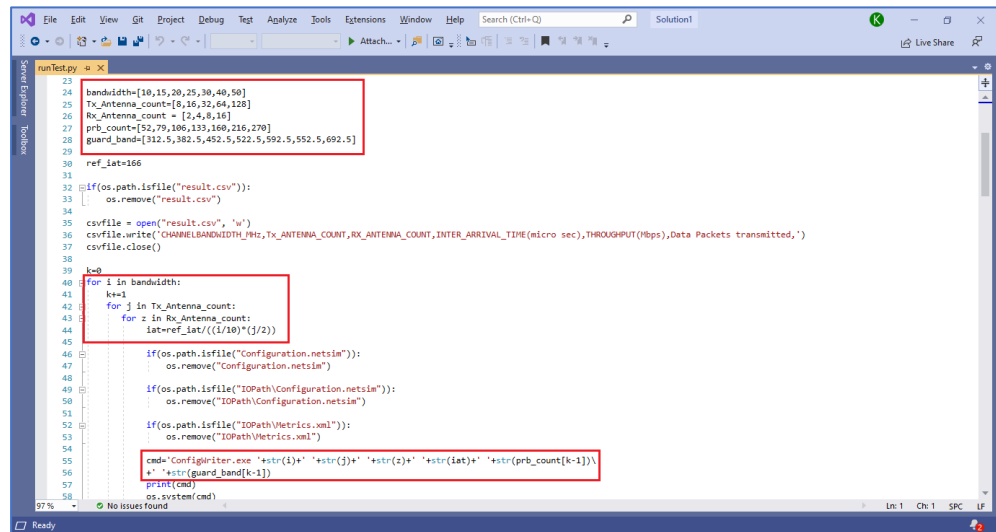 File Edit View Git Project Debug Test Analyze Tools Extensions Window Help Search (Ctrl+Q) Solution1 K
Attach... Live Share
Server Explorer
Toolbox
runTest.py
23
24 bandwidth=[10,15,20,25,30,40,50]
25 Tx_Antenna_count=[8,16,32,64,128]
26 Rx_Antenna_count = [2,4,8,16]
27 prb_count=[52,79,106,133,160,216,270]
28 guard_band=[312.5,382.5,452.5,522.5,592.5,552.5,692.5]
29
30 ref_iat=166
31
32 if(os.path.isfile("result.csv")):
33 os.remove("result.csv")
34
35 csvfile = open("result.csv", 'w')
36 csvfile.write('CHANNELBANDWIDTH_MHz,Tx_ANTENNA_COUNT,RX_ANTENNA_COUNT,INTER_ARRIVAL_TIME(micro sec),THROUGHPUT(Mbps),Data Packets transmitted,')
37 csvfile.close()
38
39 k=0
40 for i in bandwidth:
41 k+=1
42 for j in Tx_Antenna_count:
43 for z in Rx_Antenna_count:
44 iat=ref_iat/((i/10)*(j/2))
45
46 if(os.path.isfile("Configuration.netsim")):
47 os.remove("Configuration.netsim")
48
49 if(os.path.isfile("IOPath\Configuration.netsim")):
50 os.remove("IOPath\Configuration.netsim")
51
52 if(os.path.isfile("IOPath\Metrics.xml")):
53 os.remove("IOPath\Metrics.xml")
54
55 cmd='ConfigWriter.exe '+str(i)+' '+str(j)+' '+str(z)+' '+str(iat)+' '+str(prb_count[k-1])\
56 +' '+str(guard_band[k-1])
57 print(cmd)
58 os.system(cmd)
97 % No issues found Ln: 1 Ch: 1 SPC LF
Ready 2